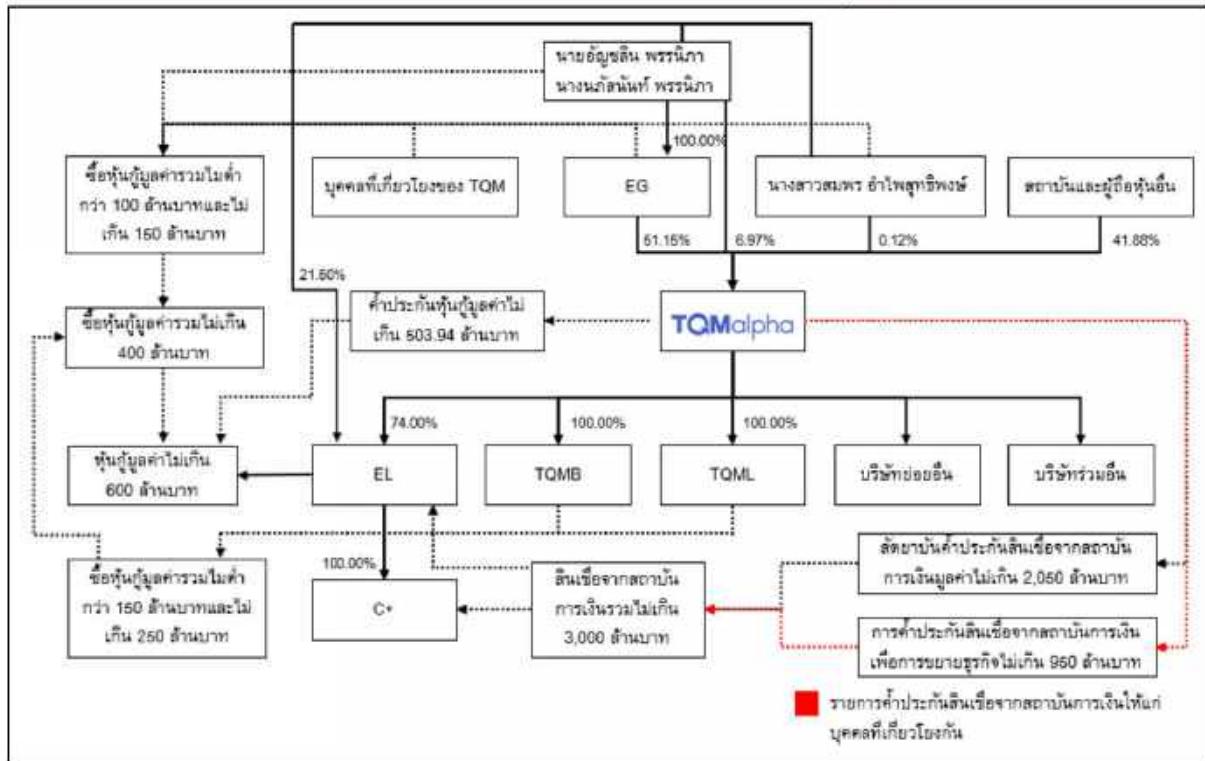 นายอัญชลิน พรรณิภา
นางนภัสนันท์ พรรณิภา
100.00%
ซื้อหุ้นกู้มูลค่ารวมไม่ต่ำ
กว่า 100 ล้านบาทและไม่
เกิน 150 ล้านบาท
บุคคลที่เกี่ยวโยงของ TQM
EG
นางสาวสมพร อำไพสุทธิพงษ์
สถาบันและผู้ถือหุ้นอื่น
51.15%
6.97%
0.12%
41.88%
21.60%
ซื้อหุ้นกู้มูลค่ารวมไม่เกิน
400 ล้านบาท
ค้ำประกันหุ้นกู้มูลค่าไม่
เกิน 503.94 ล้านบาท
TQMalpha
74.00%
100.00%
100.00%
หุ้นกู้มูลค่าไม่เกิน
600 ล้านบาท
EL
TQMB
TQML
บริษัทย่อยอื่น
บริษัทร่วมอื่น
ซื้อหุ้นกู้มูลค่ารวมไม่ต่ำ
กว่า 150 ล้านบาทและไม่
เกิน 250 ล้านบาท
100.00%
C+
สินเชื่อจากสถาบัน
การเงินรวมไม่เกิน
3,000 ล้านบาท
สัตยาบันค้ำประกันสินเชื่อจากสถาบัน
การเงินมูลค่าไม่เกิน 2,050 ล้านบาท
การค้ำประกันสินเชื่อจากสถาบันการเงิน
เพื่อการขยายธุรกิจไม่เกิน 950 ล้านบาท
รายการค้ำประกันสินเชื่อจากสถาบันการเงินให้แก่
บุคคลที่เกี่ยวโยงกัน